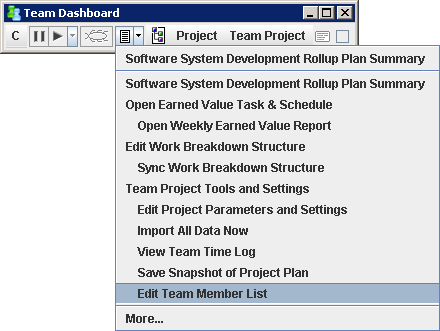 Team Dashboard
C Project Team Project
Software System Development Rollup Plan Summary
Software System Development Rollup Plan Summary
Open Earned Value Task & Schedule
Open Weekly Earned Value Report
Edit Work Breakdown Structure
Sync Work Breakdown Structure
Team Project Tools and Settings
Edit Project Parameters and Settings
Import All Data Now
View Team Time Log
Save Snapshot of Project Plan
Edit Team Member List
More...